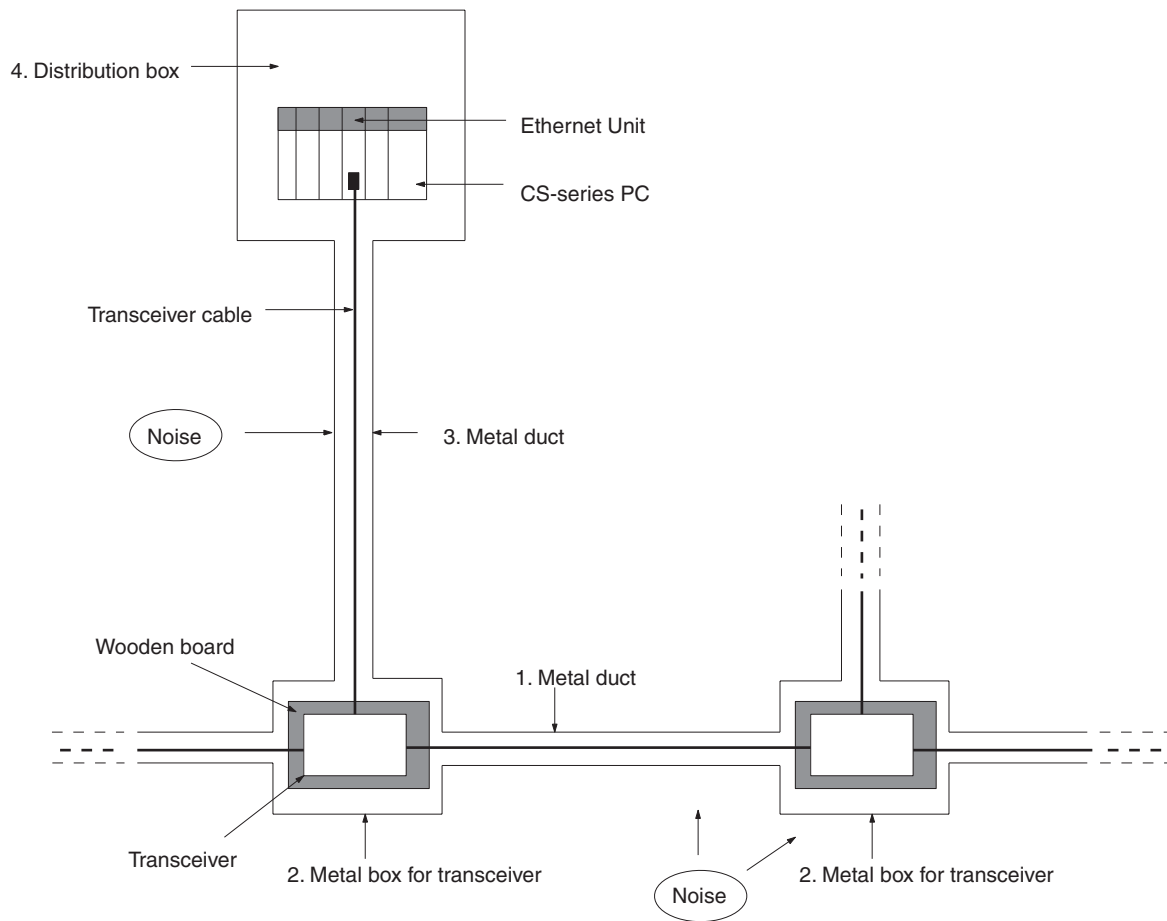 4. Distribution box
Ethernet Unit
CS-series PC
Transceiver cable
Noise
3. Metal duct
Wooden board
1. Metal duct
Transceiver
2. Metal box for transceiver
Noise
2. Metal box for transceiver